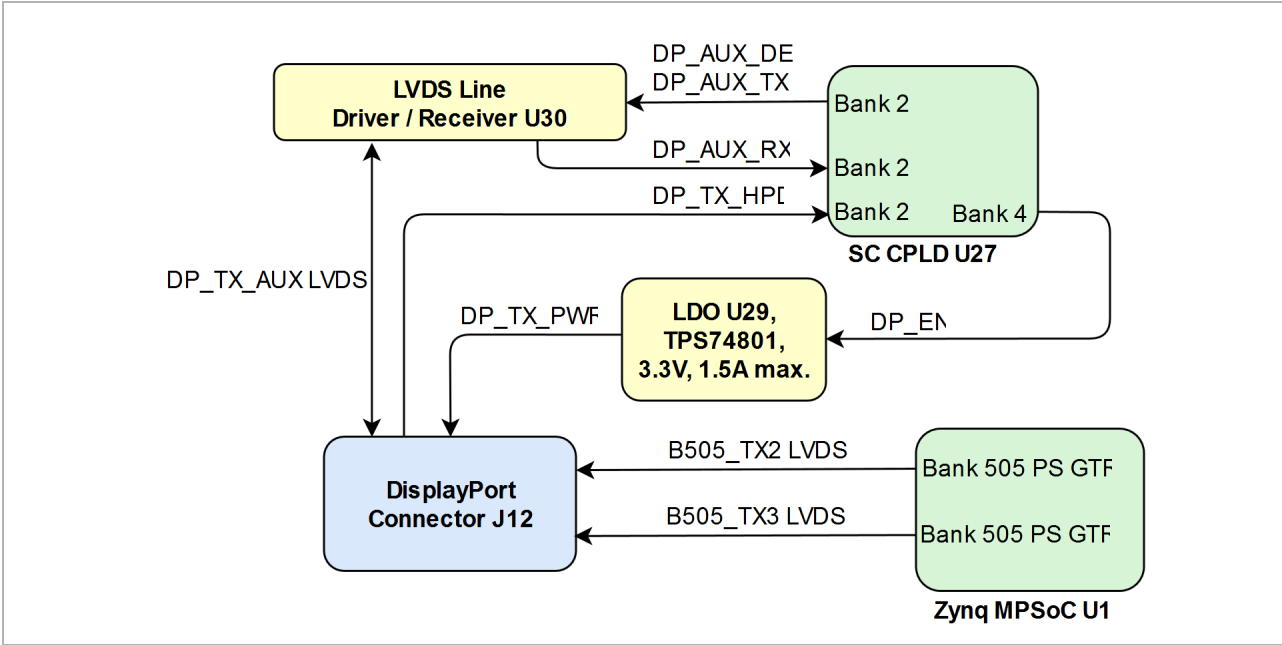 DP_AUX_DE
DP_AUX_TX
LVDS Line
Driver / Receiver U30
Bank 2
DP_AUX_RX
Bank 2
DP_TX_HPD
Bank 2
Bank 4
SC CPLD U27
DP_TX_AUX LVDS
DP_TX_PWR
LDO U29,
TPS74801,
3.3V, 1.5A max.
DP_EN
B505_TX2 LVDS
Bank 505 PS GTR
DisplayPort
Connector J12
B505_TX3 LVDS
Bank 505 PS GTR
Zynq MPSoC U1